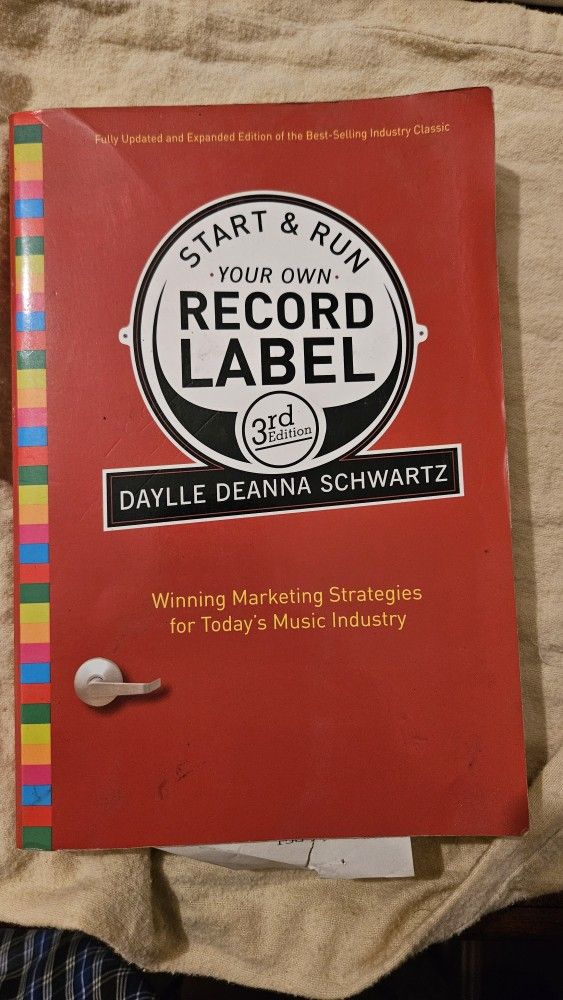 Fully Updated and Expanded Edition of the Best-Selling Industry Classic
START & RUN
· YOUR OWN ·
RECORD
LABEL
3rd
Edition
DAYLLE DEANNA SCHWARTZ
Winning Marketing Strategies
for Today's Music Industry